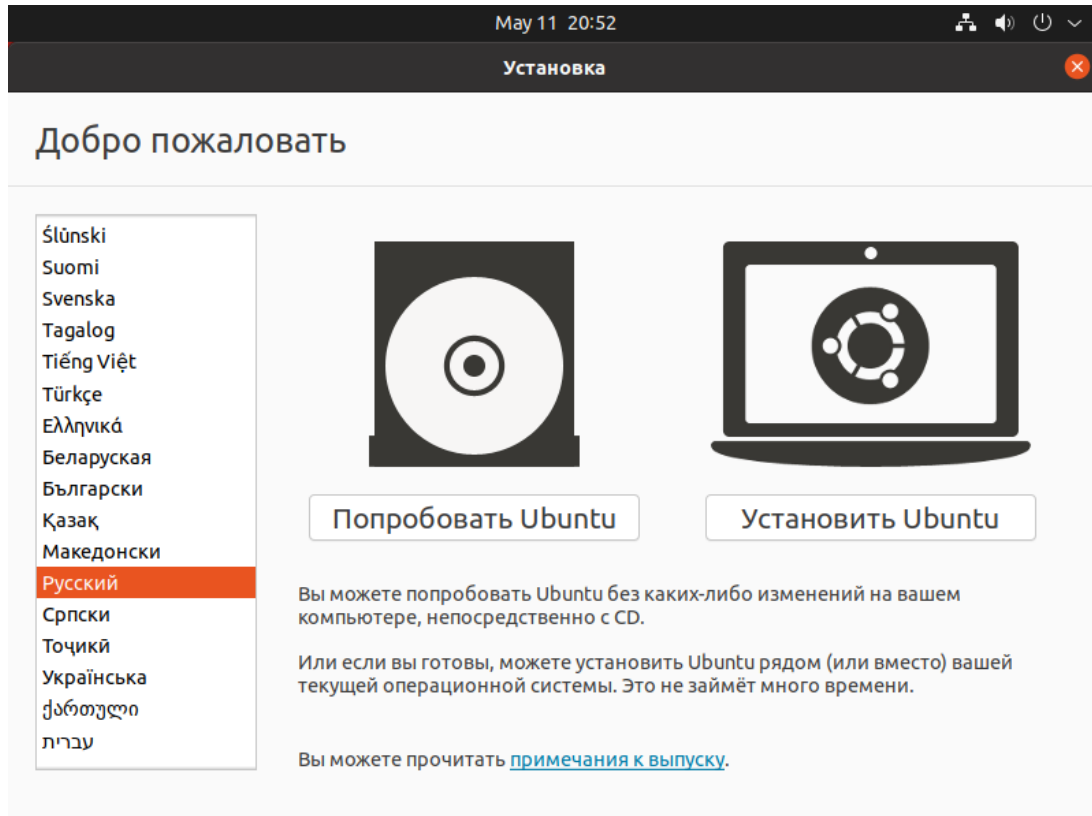 May 11  20:52
Установка
Добро пожаловать
Ślůnski
Suomi
Svenska
Tagalog
Tiếng Việt
Türkçe
Ελληνικά
Беларуская
Български
Қазақ
Македонски
Русский
Српски
Тоҷикӣ
Українська
ქართული
עברית
Попробовать Ubuntu
Установить Ubuntu
Вы можете попробовать Ubuntu без каких-либо изменений на вашем
компьютере, непосредственно с CD.
Или если вы готовы, можете установить Ubuntu рядом (или вместо) вашей
текущей операционной системы. Это не займёт много времени.
Вы можете прочитать примечания к выпуску.